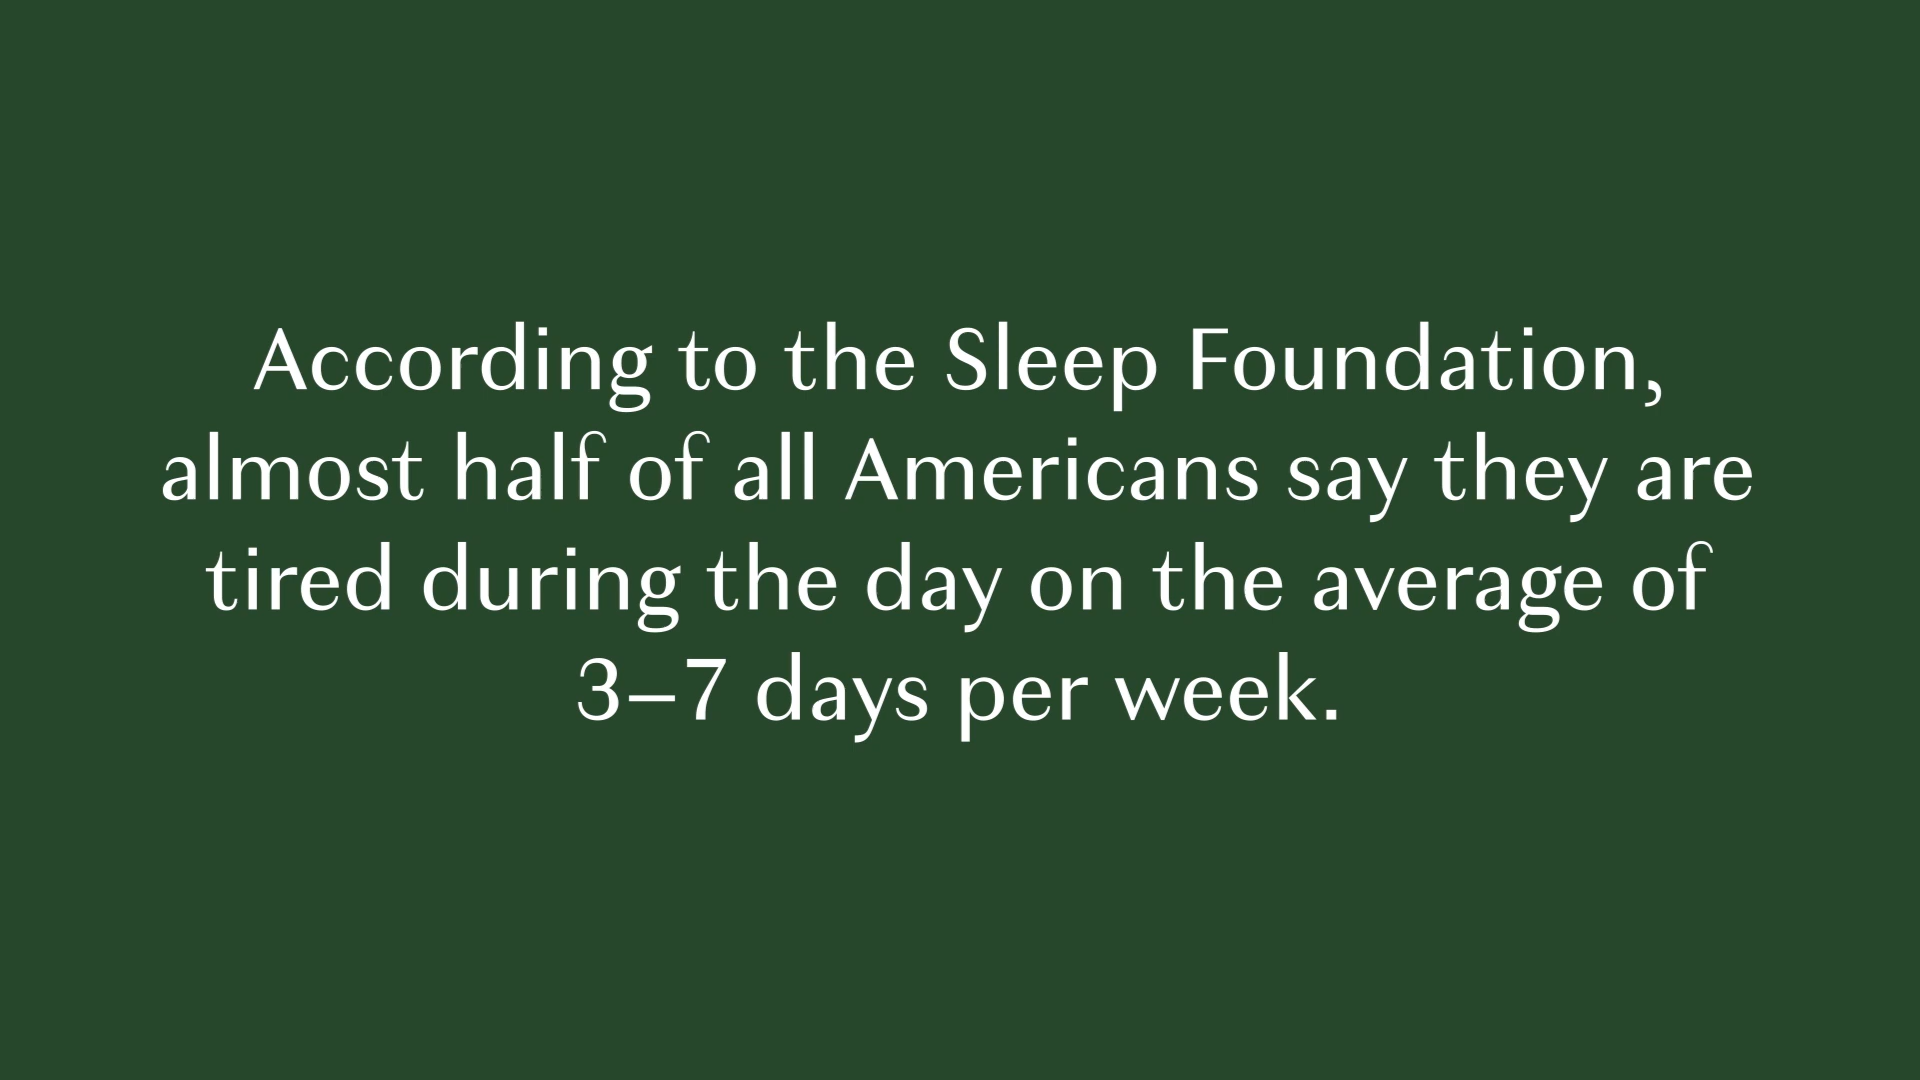 According to the Sleep Foundation,
almost half of all Americans say they are
tired during the day on the average of
3–7 days per week.